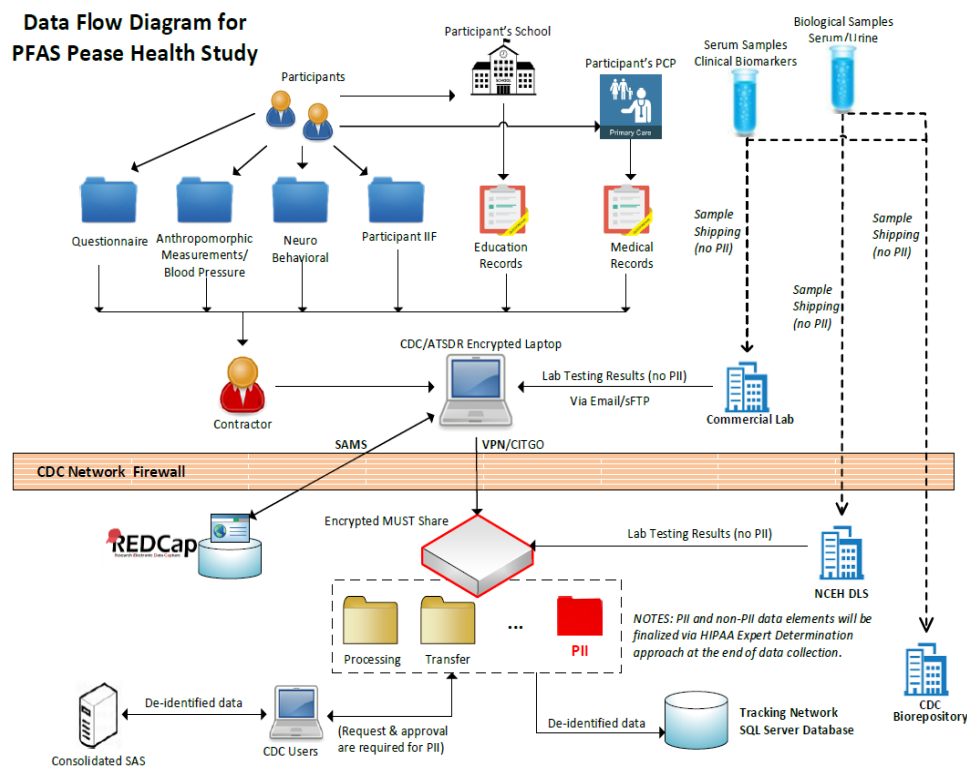 Data Flow Diagram for
PFAS Pease Health Study
Participant's School
Biological Samples
Serum/Urine
Serum Samples
Clinical Biomarkers
Participants
Participant's PCP
SCHOOL
Primary Care
Questionnaire
Anthropomorphic
Measurements/
Blood Pressure
Neuro
Behavioral
Participant IIF
Education
Records
Medical
Records
Sample
Shipping
(no PII)
Sample
Shipping
(no PII)
Sample
Shipping
(no PII)
CDC/ATSDR Encrypted Laptop
Lab Testing Results (no PII)
Via Email/sFTP
Contractor
Commercial Lab
SAMS
VPN/CITGO
CDC Network Firewall
Encrypted MUST Share
REDCap
Research Electronic Data Capture
Lab Testing Results (no PII)
NCEH DLS
Processing
Transfer
...
PII
NOTES: PII and non-PII data elements will be
finalized via HIPAA Expert Determination
approach at the end of data collection.
CDC
Biorepository
De-identified data
Consolidated SAS
CDC Users
(Request & approval
are required for PII)
De-identified data
Tracking Network
SQL Server Database